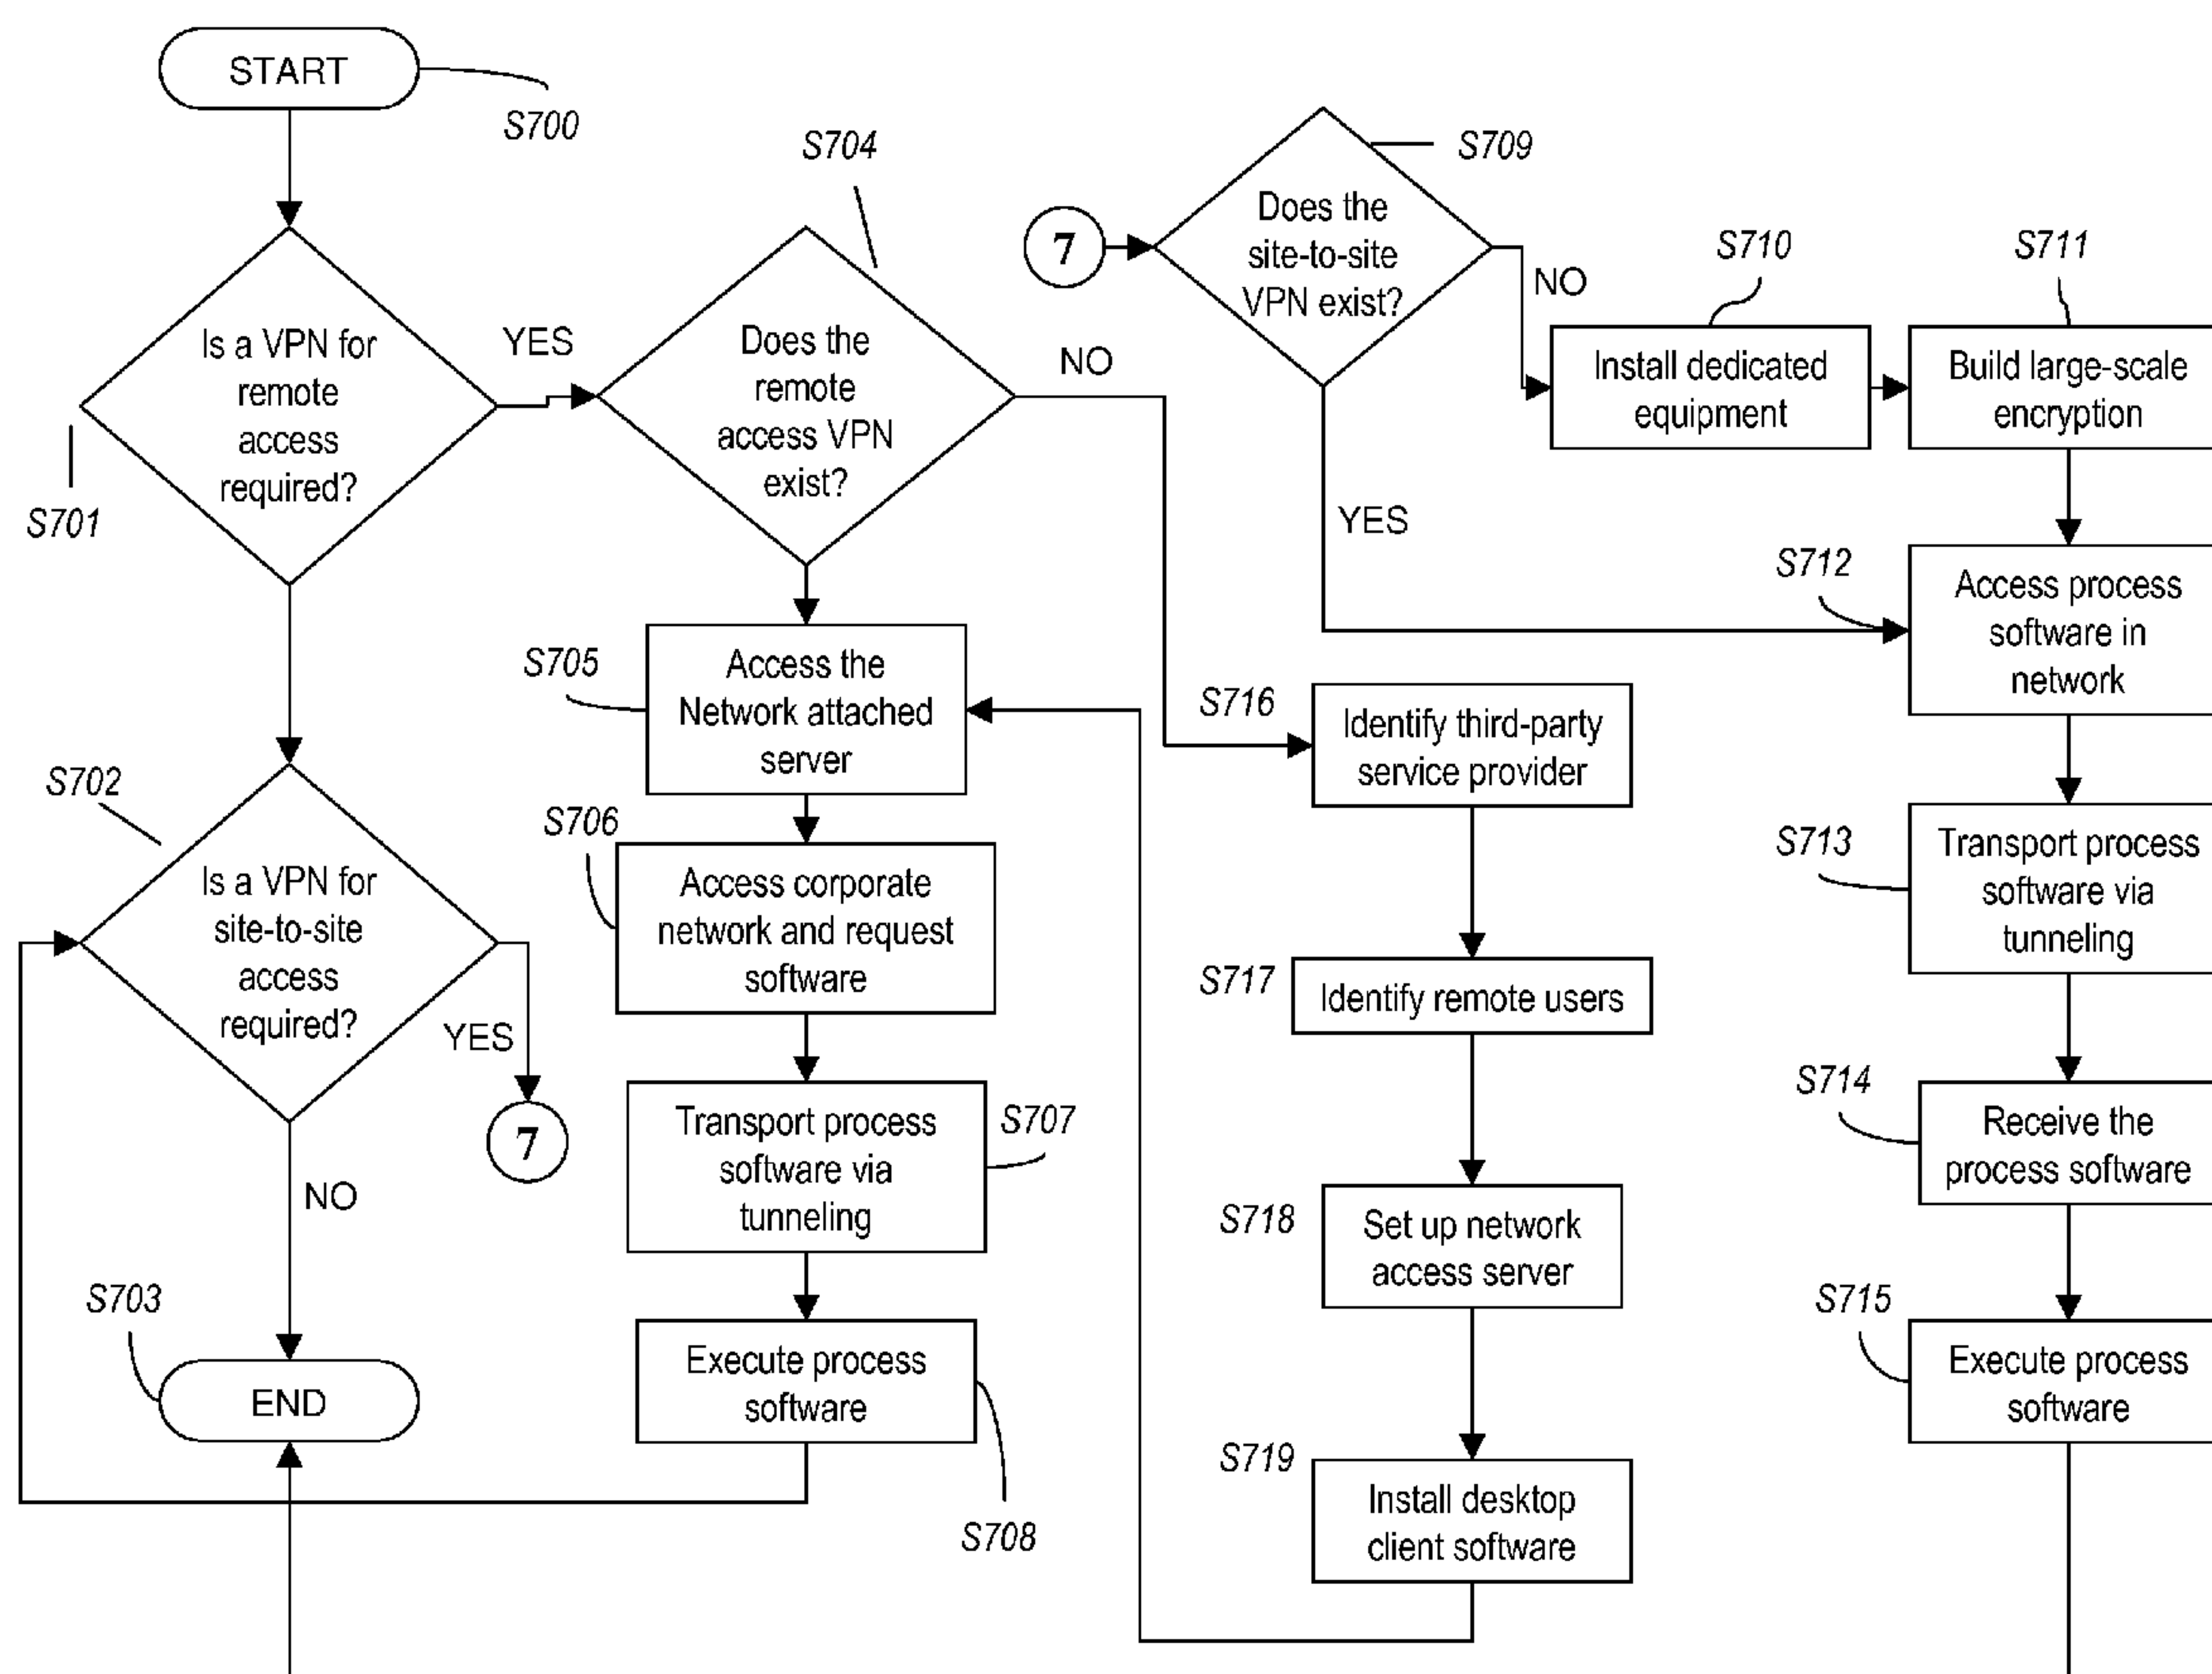 START
S700
Is a VPN for
remote
access
required?
S701
YES
S704
Does the
remote
access VPN
exist?
NO
S702
Is a VPN for
site-to-site
access
required?
YES
7
NO
S703
END
S705
Access the
Network attached
server
S706
Access corporate
network and request
software
Transport process
software via
tunneling
S707
Execute process
software
S708
7
Does the
site-to-site
VPN exist?
S709
NO
YES
S710
Install dedicated
equipment
S711
Build large-scale
encryption
S712
Access process
software in
network
S713
Transport process
software via
tunneling
S714
Receive the
process software
S715
Execute process
software
S716
Identify third-party
service provider
S717
Identify remote users
S718
Set up network
access server
S719
Install desktop
client software